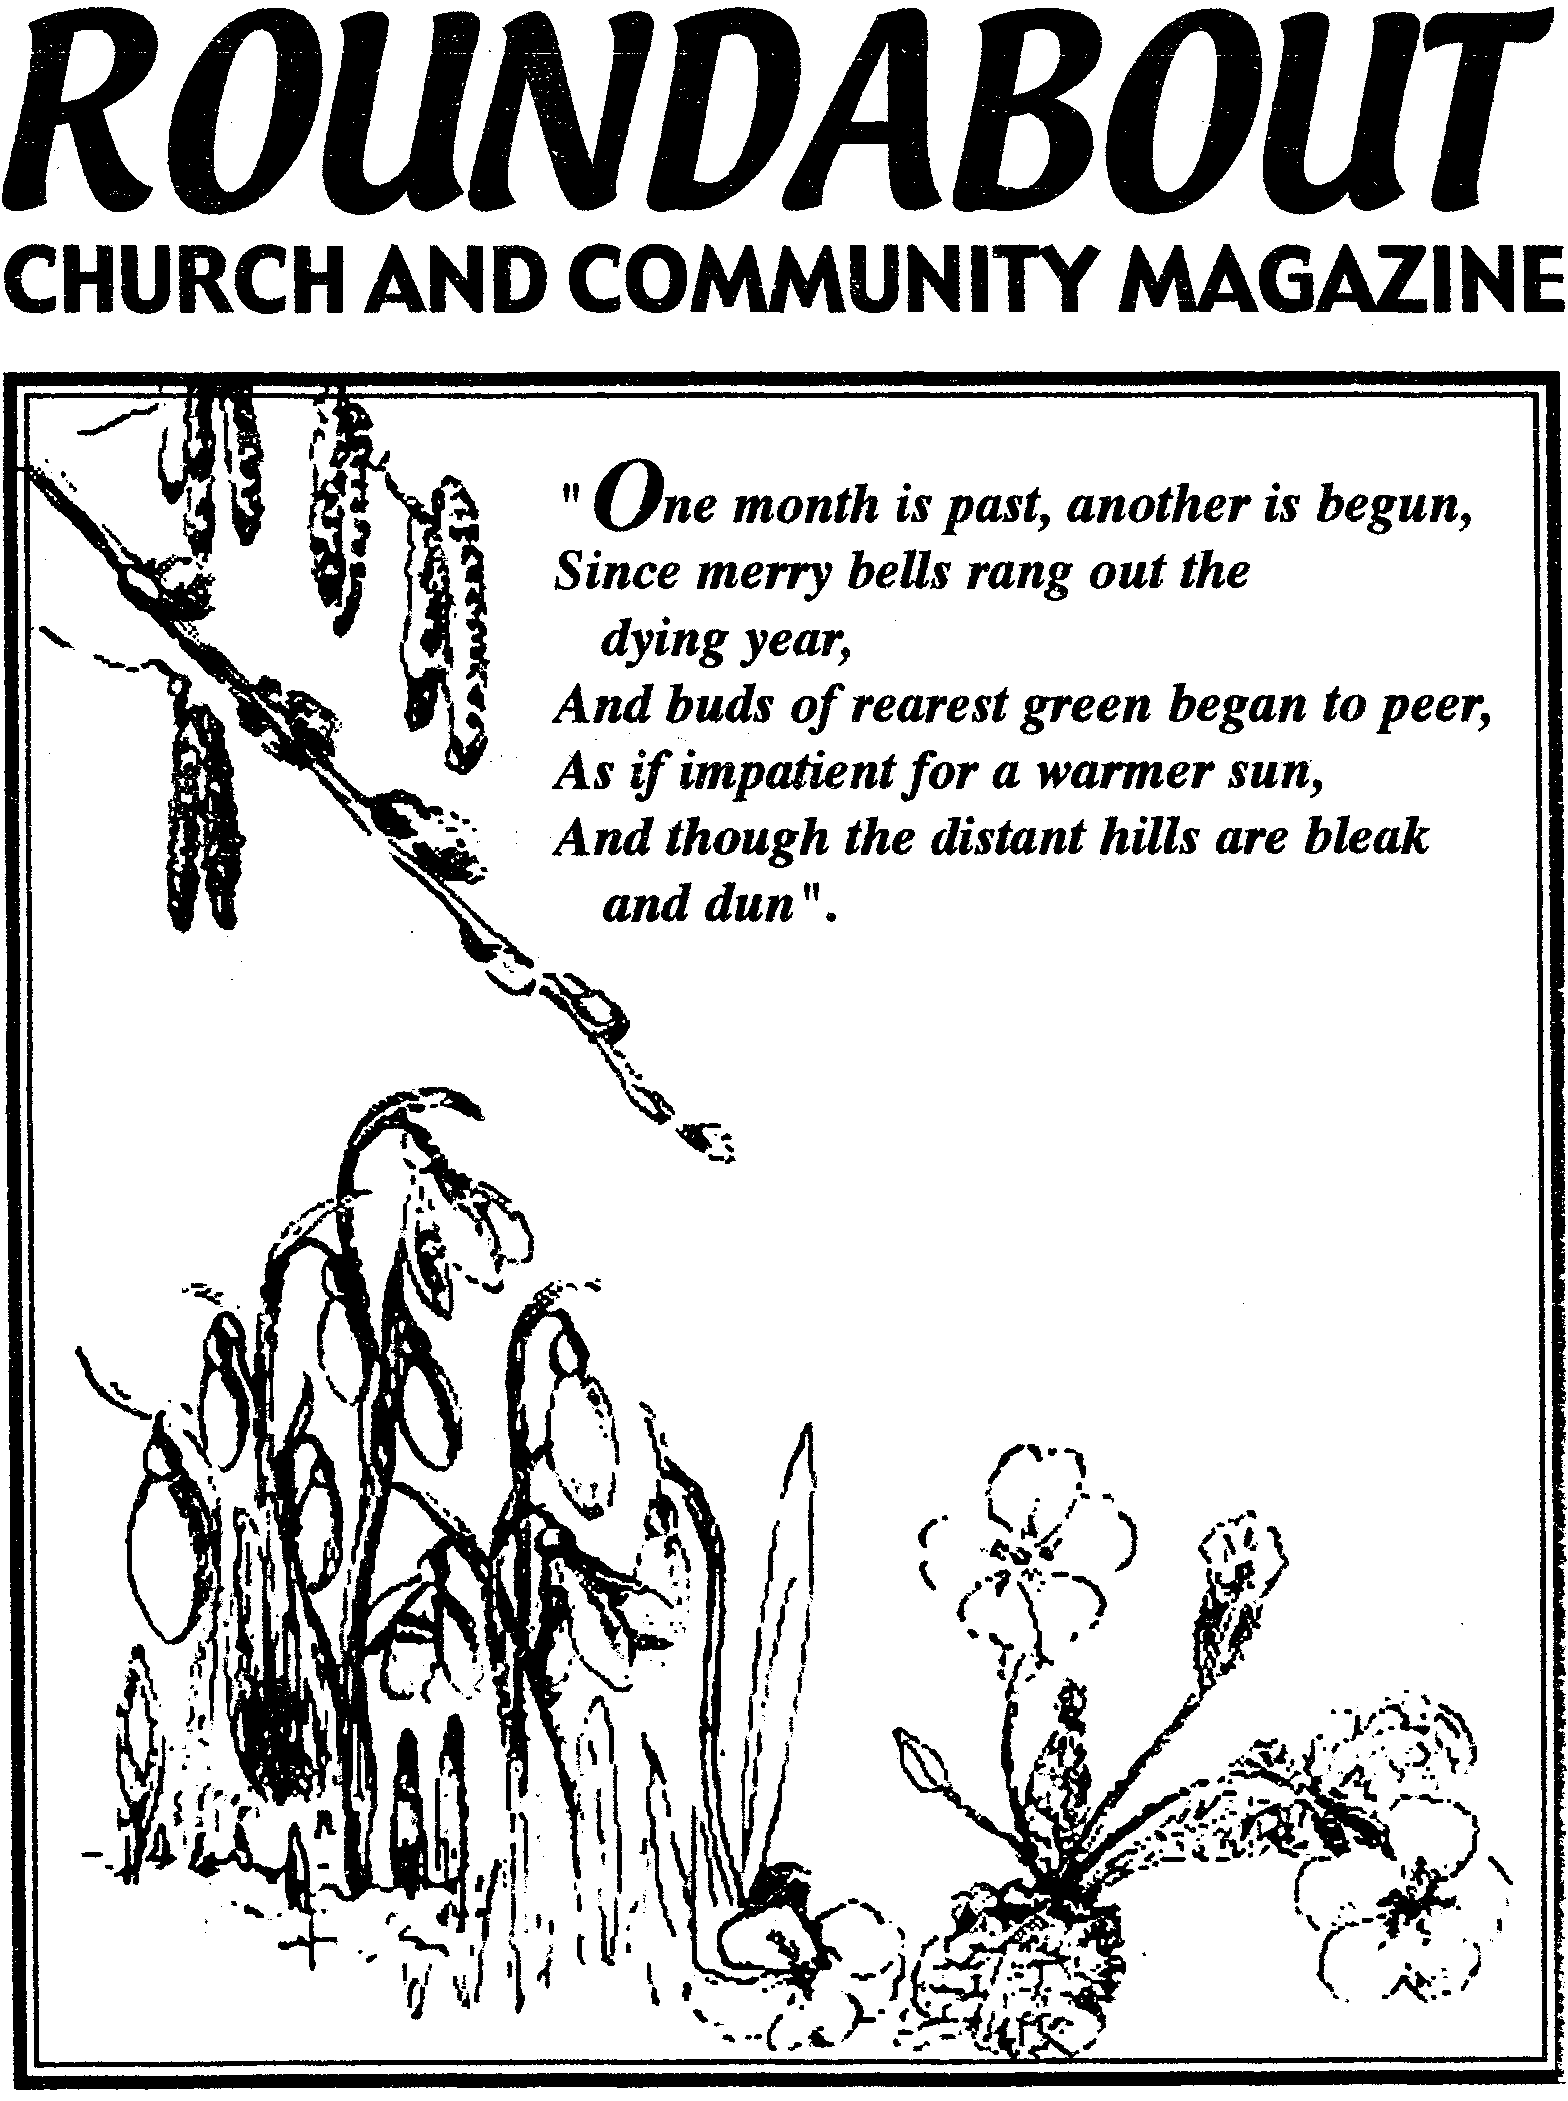 ROUNDABOUT
CHURCH AND COMMUNITY MAGAZINE
"One month is past, another is begun,
Since merry bells rang out the
dying year,
And buds of rearest green began to peer,
As if impatient for a warmer sun,
And though the distant hills are bleak
and dun".